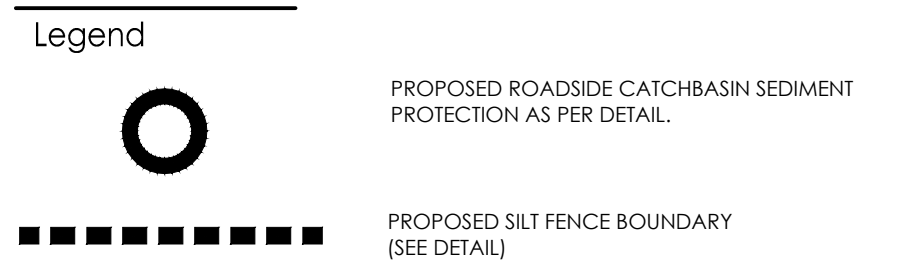 Legend
PROPOSED ROADSIDE CATCHBASIN SEDIMENT
PROTECTION AS PER DETAIL.
PROPOSED SILT FENCE BOUNDARY
(SEE DETAIL)